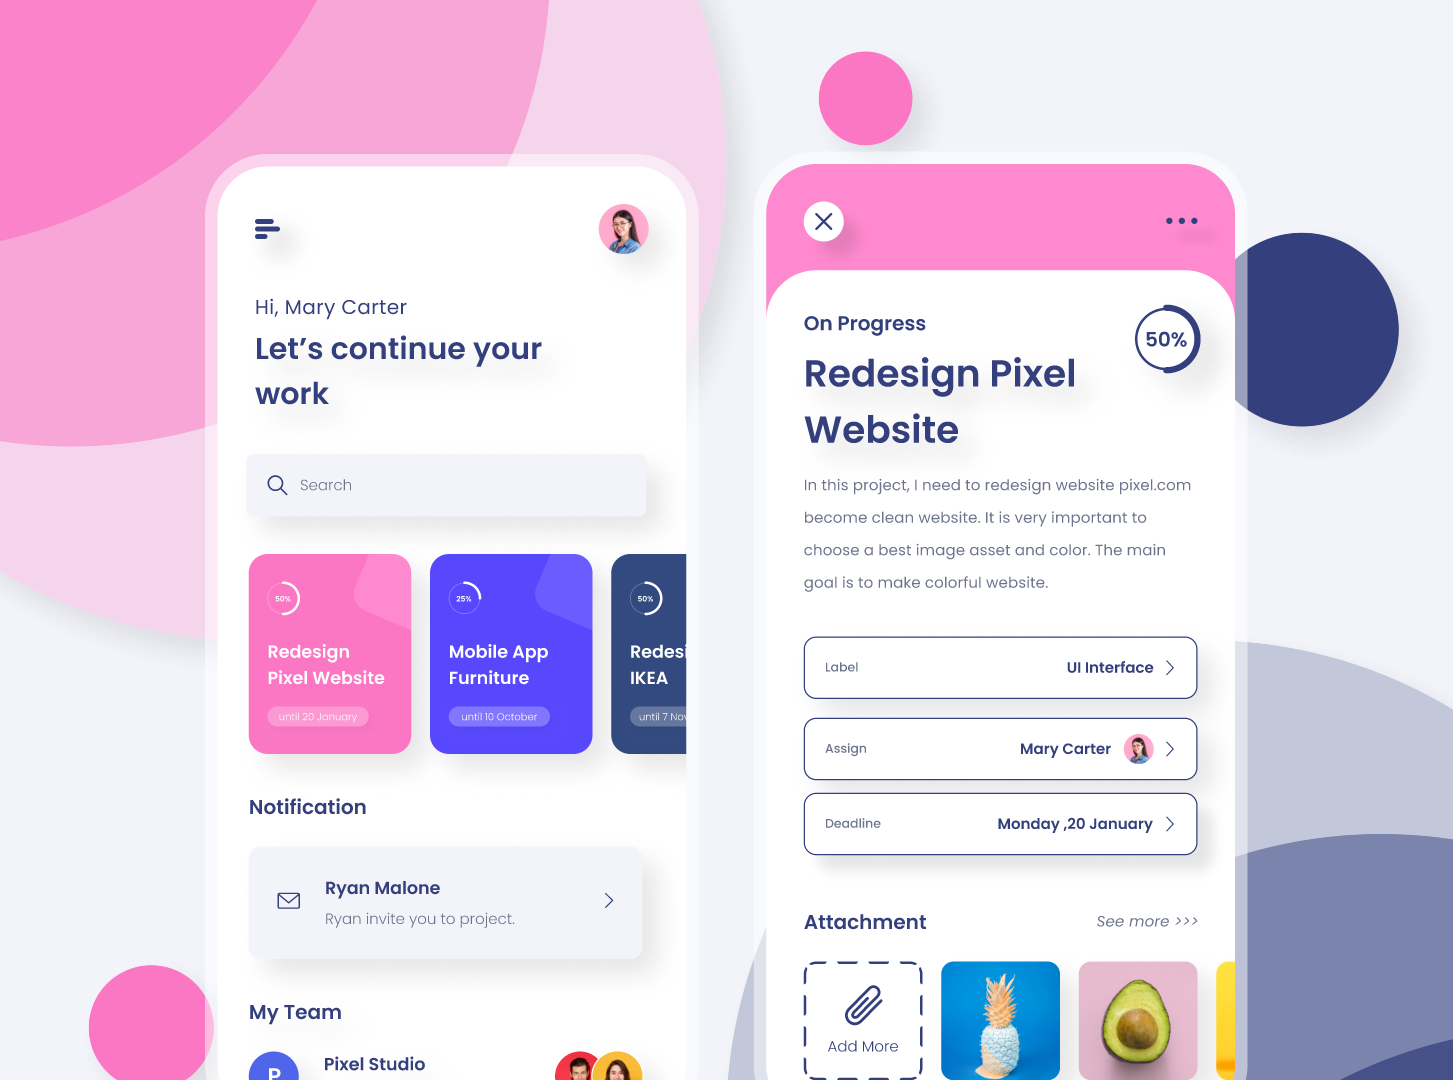 Hi, Mary Carter
Let’s continue your
work
Search
50%
Redesign
Pixel Website
until 20 January
25%
Mobile App
Furniture
until 10 October
50%
Redesi
IKEA
until 7 Nov
Notification
Ryan Malone
Ryan invite you to project.
My Team
P
Pixel Studio
On Progress
50%
Redesign Pixel
Website
In this project, I need to redesign website pixel.com
become clean website. It is very important to
choose a best image asset and color. The main
goal is to make colorful website.
Label
UI Interface
Assign
Mary Carter
Deadline
Monday ,20 January
Attachment
See more >>>
Add More